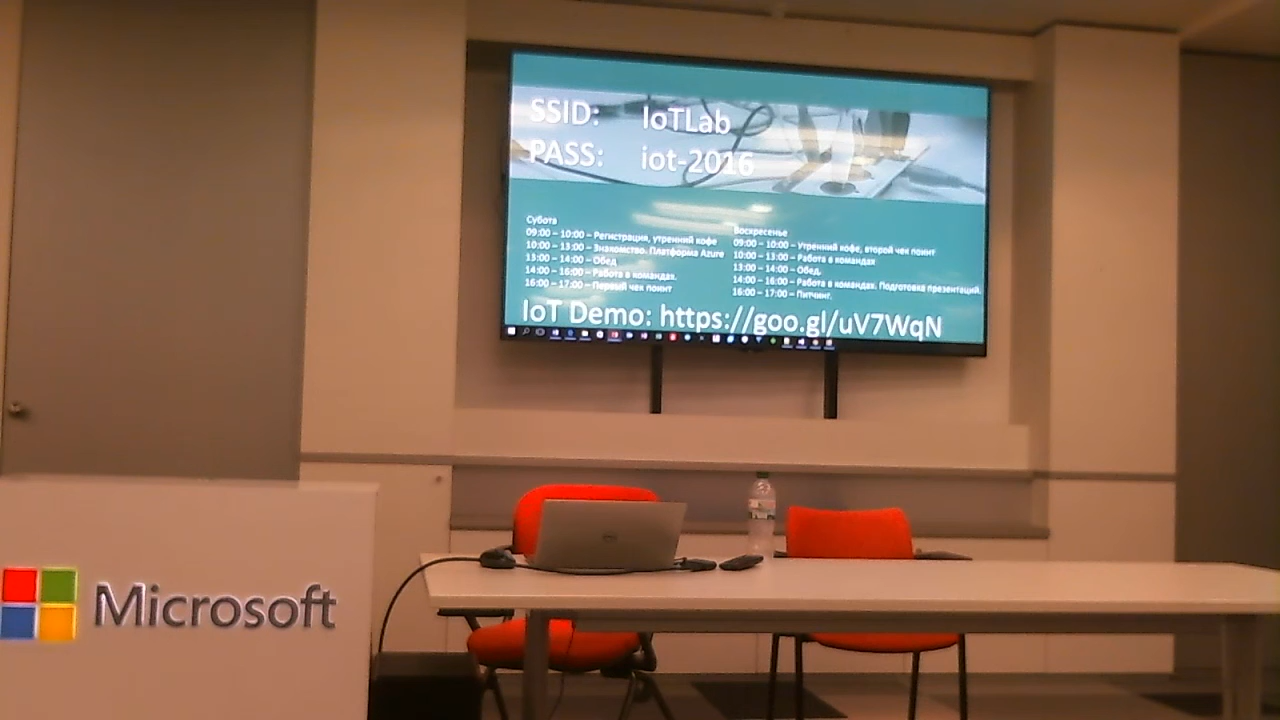 SSID: IoTLab
PASS: iot-2016
Субота
09:00 – 10:00 – Регистрация, утренний кофе
10:00 – 13:00 – Знакомство. Платформа Azure
13:00 – 14:00 – Обед
14:00 – 16:00 – Работа в командах.
16:00 – 17:00 – Первый чек поинт
Воскресенье
09:00 – 10:00 – Утренний кофе, второй чек поинт
10:00 – 13:00 – Работа в командах
13:00 – 14:00 – Обед.
14:00 – 16:00 – Работа в командах. Подготовка презентаций.
16:00 – 17:00 – Питчинг.
IoT Demo: https://goo.gl/uV7WqN
Microsoft